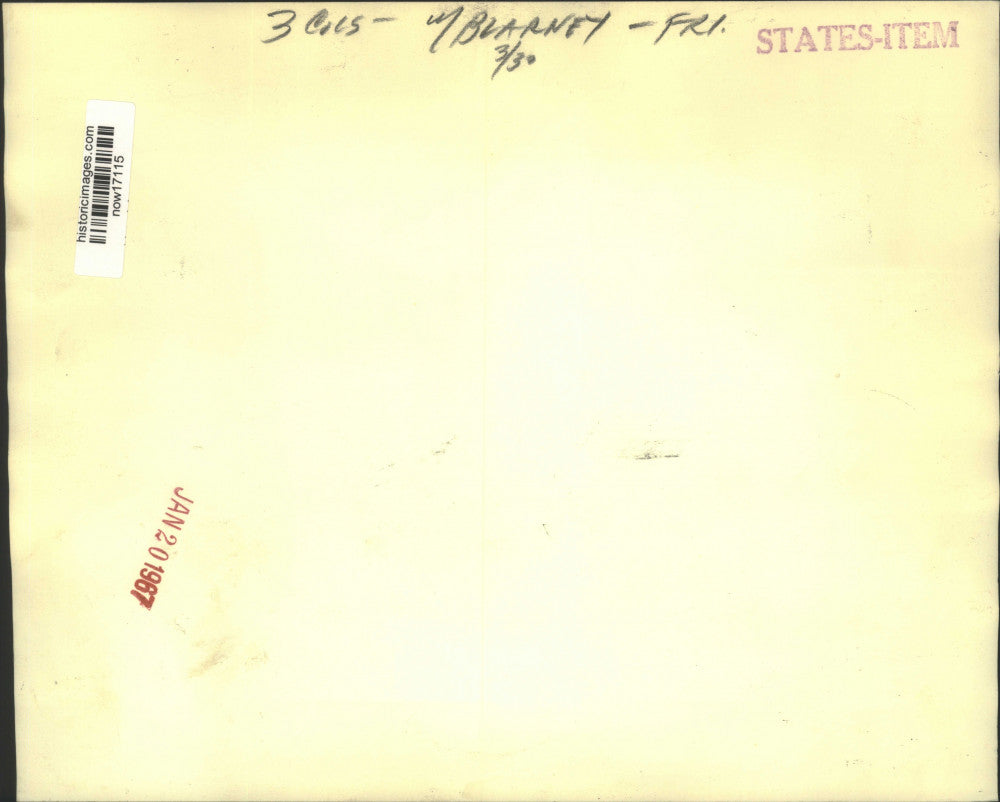 3 Cols - w/ BLARNEY - FRI.
3/30
STATES-ITEM
historicimages.com
now17115
JAN 20 1967